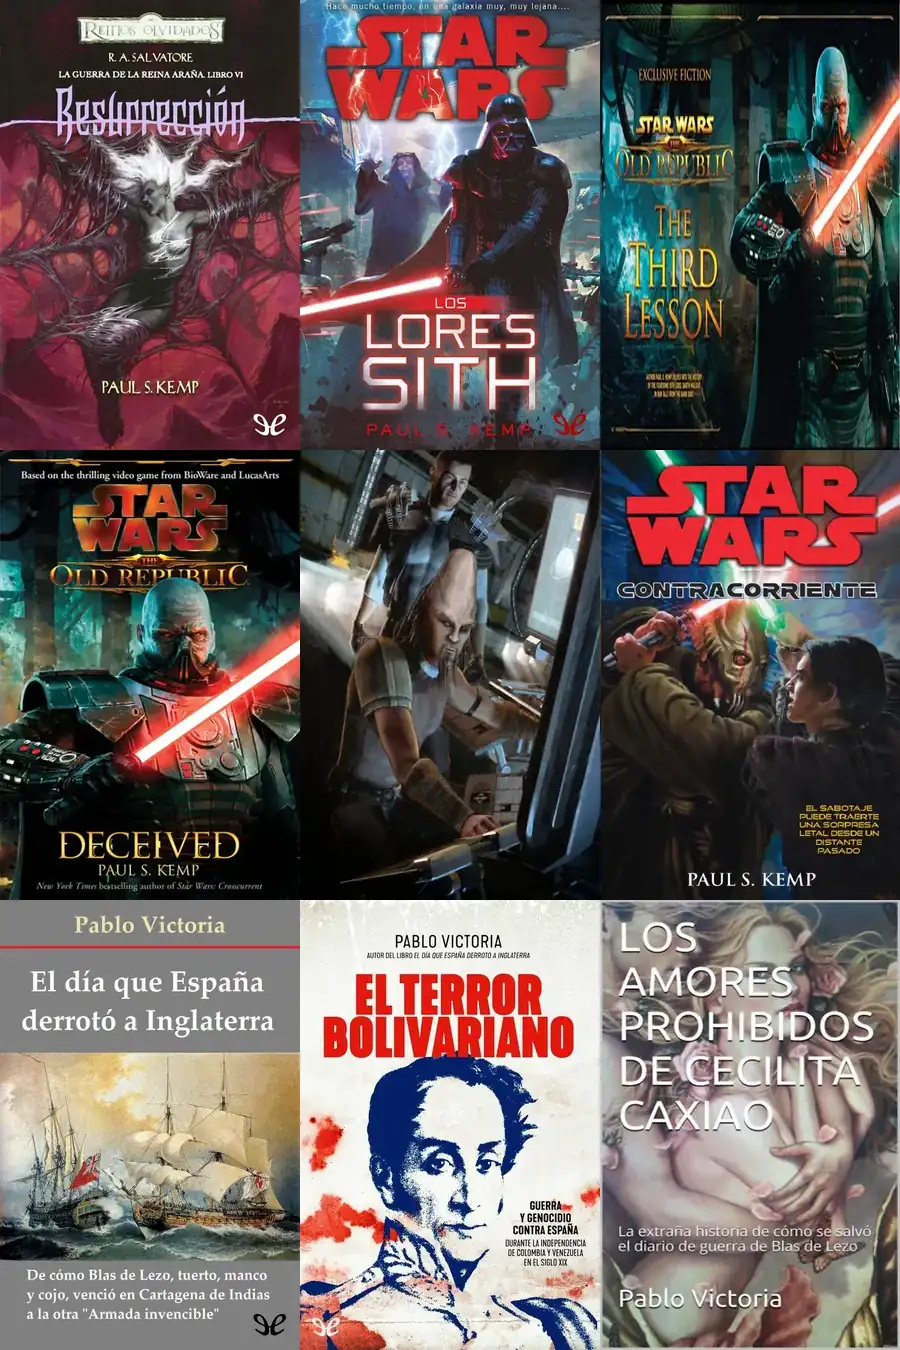 REINOS OLVIDADOS
R. A. SALVATORE
LA GUERRA DE LA REINA ARAÑA. LIBRO VI
Resurrección
PAUL S. KEMP
Hace mucho tiempo, en una galaxia muy, muy lejana....
STAR
WARS
LOS
LORES
SITH
PAUL S. KEMP
EXCLUSIVE FICTION
STAR WARS
THE
OLD REPUBLIC
THE
THIRD
LESSON
Based on the thrilling video game from BioWare and LucasArts
STAR
WARS
THE
OLD REPUBLIC
DECEIVED
PAUL S. KEMP
New York Times bestselling author of Star Wars: Crosscurrent
STAR
WARS
CONTRACORRIENTE
EL SABOTAJE
PUEDE TRAERTE
UNA SORPRESA
LETAL DESDE UN
DISTANTE
PASADO
PAUL S. KEMP
Pablo Victoria
El día que España
derrotó a Inglaterra
De cómo Blas de Lezo, tuerto, manco
y cojo, venció en Cartagena de Indias
a la otra "Armada invencible"
PABLO VICTORIA
AUTOR DEL LIBRO EL DÍA QUE ESPAÑA DERROTÓ A INGLATERRA
EL TERROR
BOLIVARIANO
GUERRA
Y GENOCIDIO
CONTRA ESPAÑA
DURANTE LA INDEPENDENCIA
DE COLOMBIA Y VENEZUELA
EN EL SIGLO XIX
LOS
AMORES
PROHIBIDOS
DE CECILITA
CAXIAO
La extraña historia de cómo se salvó
el diario de guerra de Blas de Lezo
Pablo Victoria